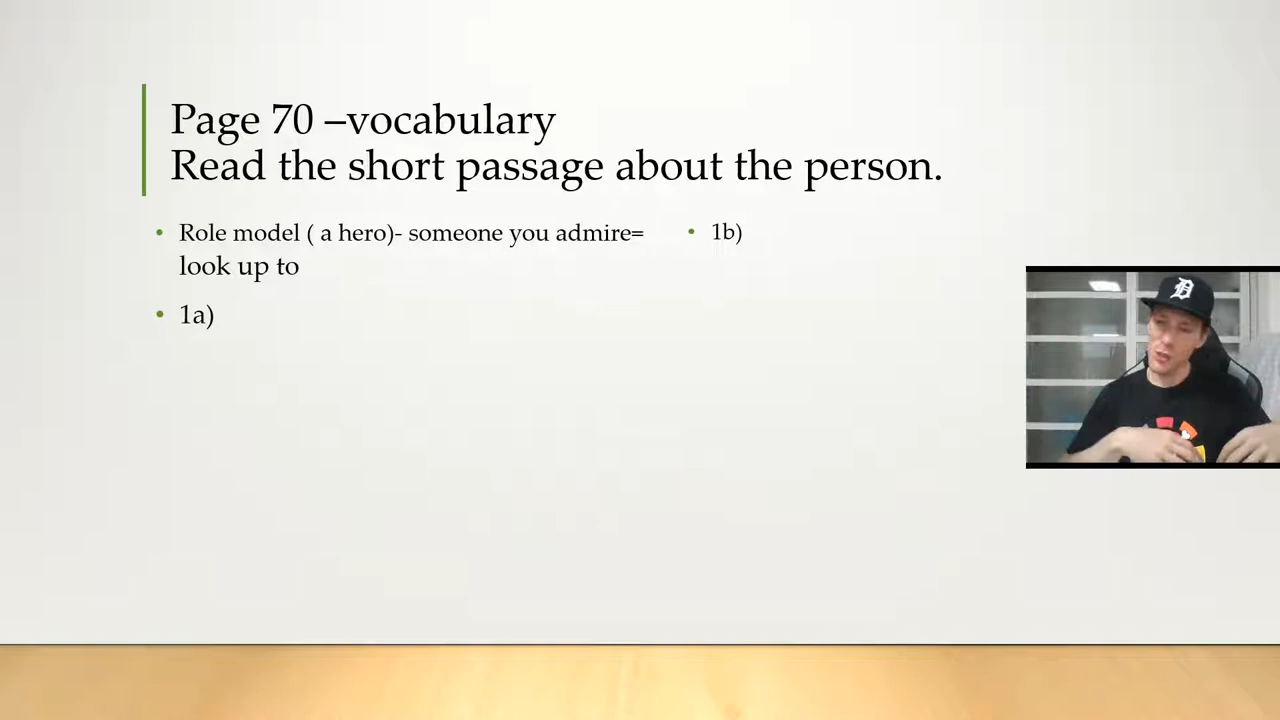 Page 70 –vocabulary
Read the short passage about the person.
• Role model ( a hero)- someone you admire=
look up to
• 1a)
• 1b)
D